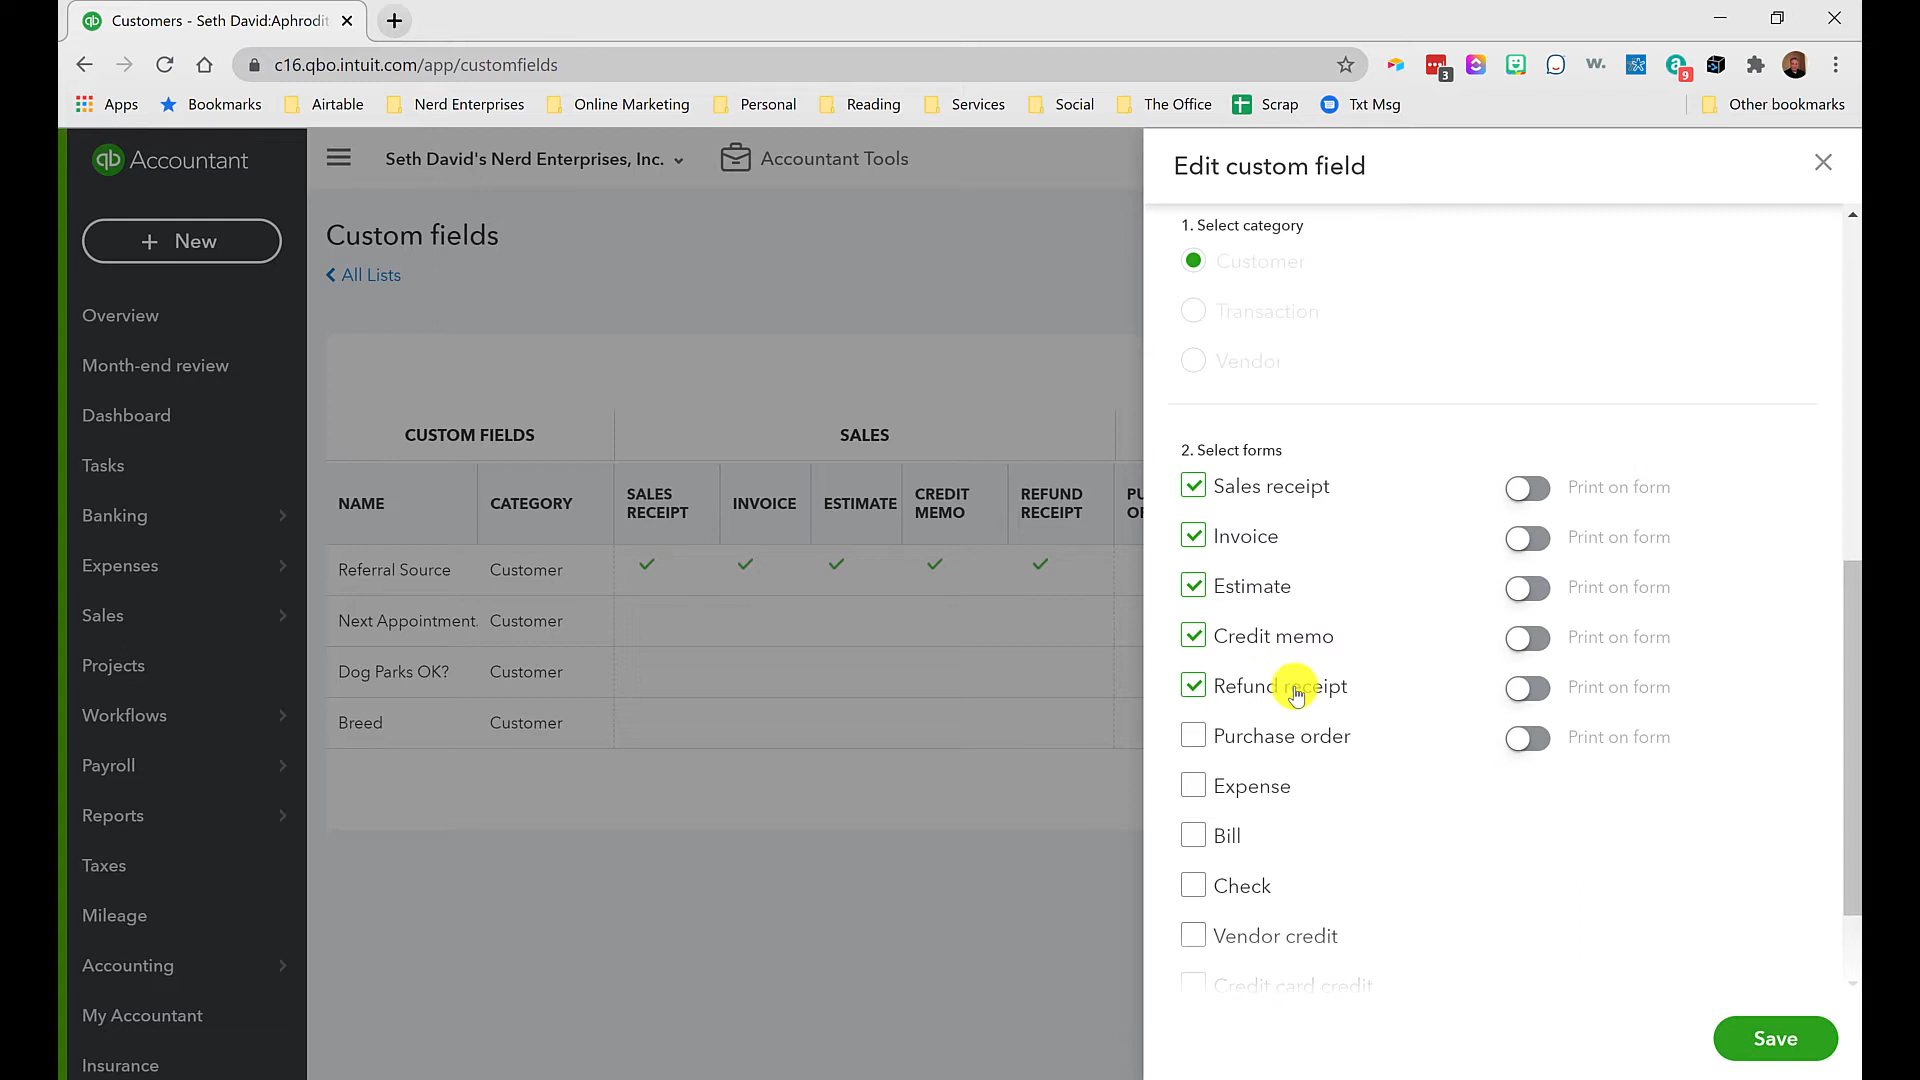 Customers - Seth David:Aphrodit
c16.qbo.intuit.com/app/customfields
3
9
Apps
Bookmarks
Airtable
Nerd Enterprises
Online Marketing
Personal
Reading
Services
Social
The Office
Scrap
Txt Msg
Other bookmarks
qb Accountant
Seth David's Nerd Enterprises, Inc.
Accountant Tools
Edit custom field
+ New
Overview
Month-end review
Dashboard
Tasks
Banking
Expenses
Sales
Projects
Workflows
Payroll
Reports
Taxes
Mileage
Accounting
My Accountant
Insurance
Custom fields
All Lists
CUSTOM FIELDS
SALES
NAME
CATEGORY
SALES RECEIPT
INVOICE
ESTIMATE
CREDIT MEMO
REFUND RECEIPT
Referral Source Customer
Next Appointment. Customer
Dog Parks OK? Customer
Breed Customer
1. Select category
Customer
Transaction
Vendor
2. Select forms
Sales receipt Print on form
Invoice Print on form
Estimate Print on form
Credit memo Print on form
Refund receipt Print on form
Purchase order Print on form
Expense
Bill
Check
Vendor credit
Credit card credit
Save